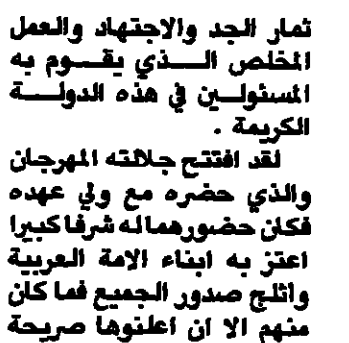 ثمار الجد والاجتهاد والعمل
المخلص الـــذي يقـــوم به
المسئولـــين في هذه الدولـــة
الكريمة .
لقد افتتح جلالته المهرجان
والذي حضره مع ولي عهده
فكان حضورهما له شرفا كبيرا
اعتز به ابناء الامة العربية
واثلج صدور الجميع فما كان
منهم الا ان اعلنوها صريحة